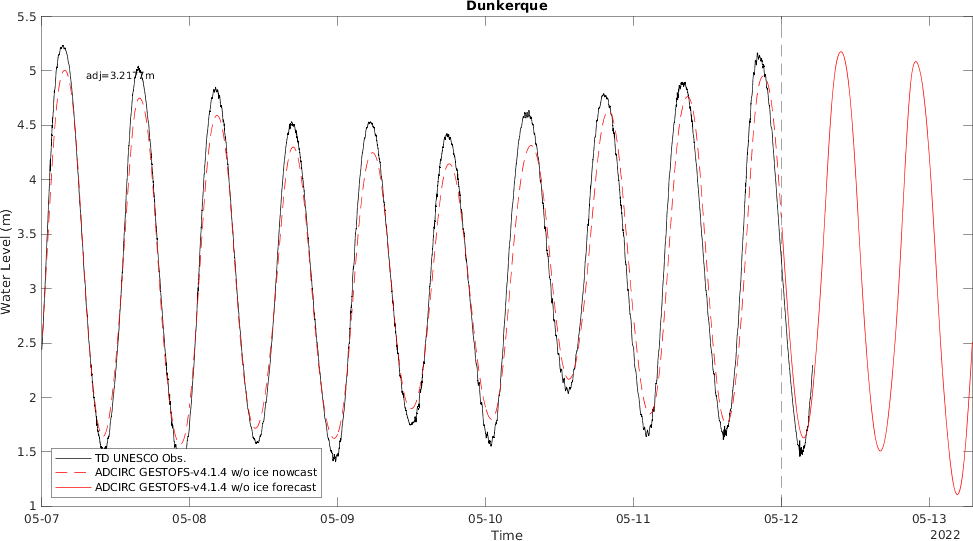 Dunkerque
5.5
5
4.5
4
3.5
3
2.5
2
1.5
1
Water Level (m)
adj=3.2177m
TD UNESCO Obs.
ADCIRC GESTOFS-v4.1.4 w/o ice nowcast
ADCIRC GESTOFS-v4.1.4 w/o ice forecast
05-07 05-08 05-09 05-10 05-11 05-12 05-13
Time
2022